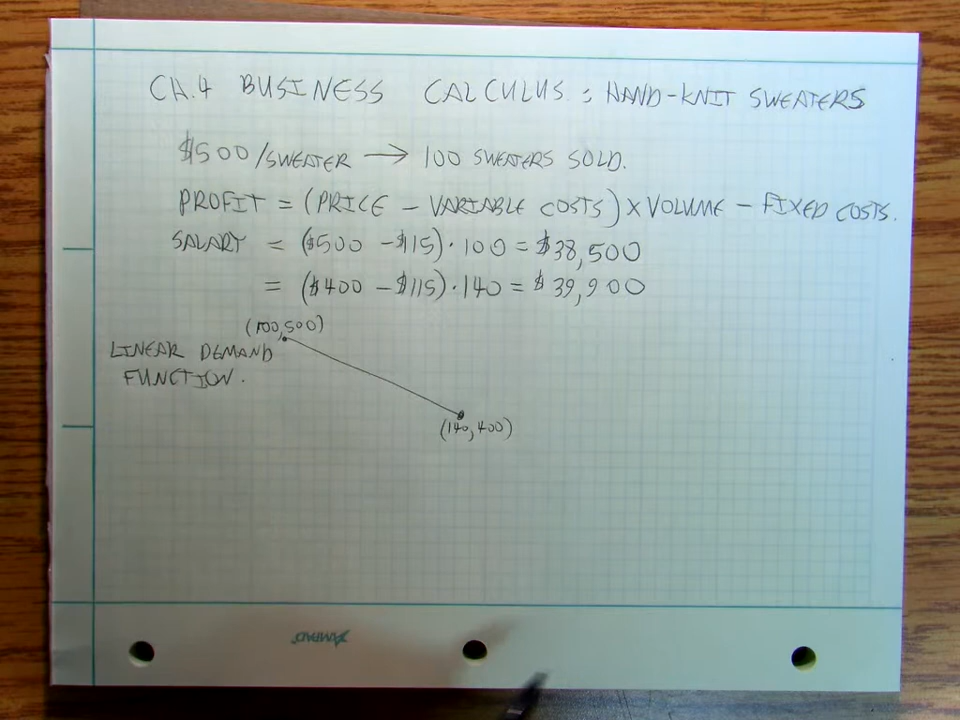 CH.4 BUSINESS CALCULUS : HAND-KNIT SWEATERS
$500/SWEATER → 100 SWEATERS SOLD.
PROFIT = (PRICE - VARIABLE COSTS) × VOLUME - FIXED COSTS.
SALARY = ($500 - $115) · 100 = $38,500
= ($400 - $115) · 140 = $39,900
(100,500)
LINEAR DEMAND
FUNCTION.
(140,400)
AMPAD